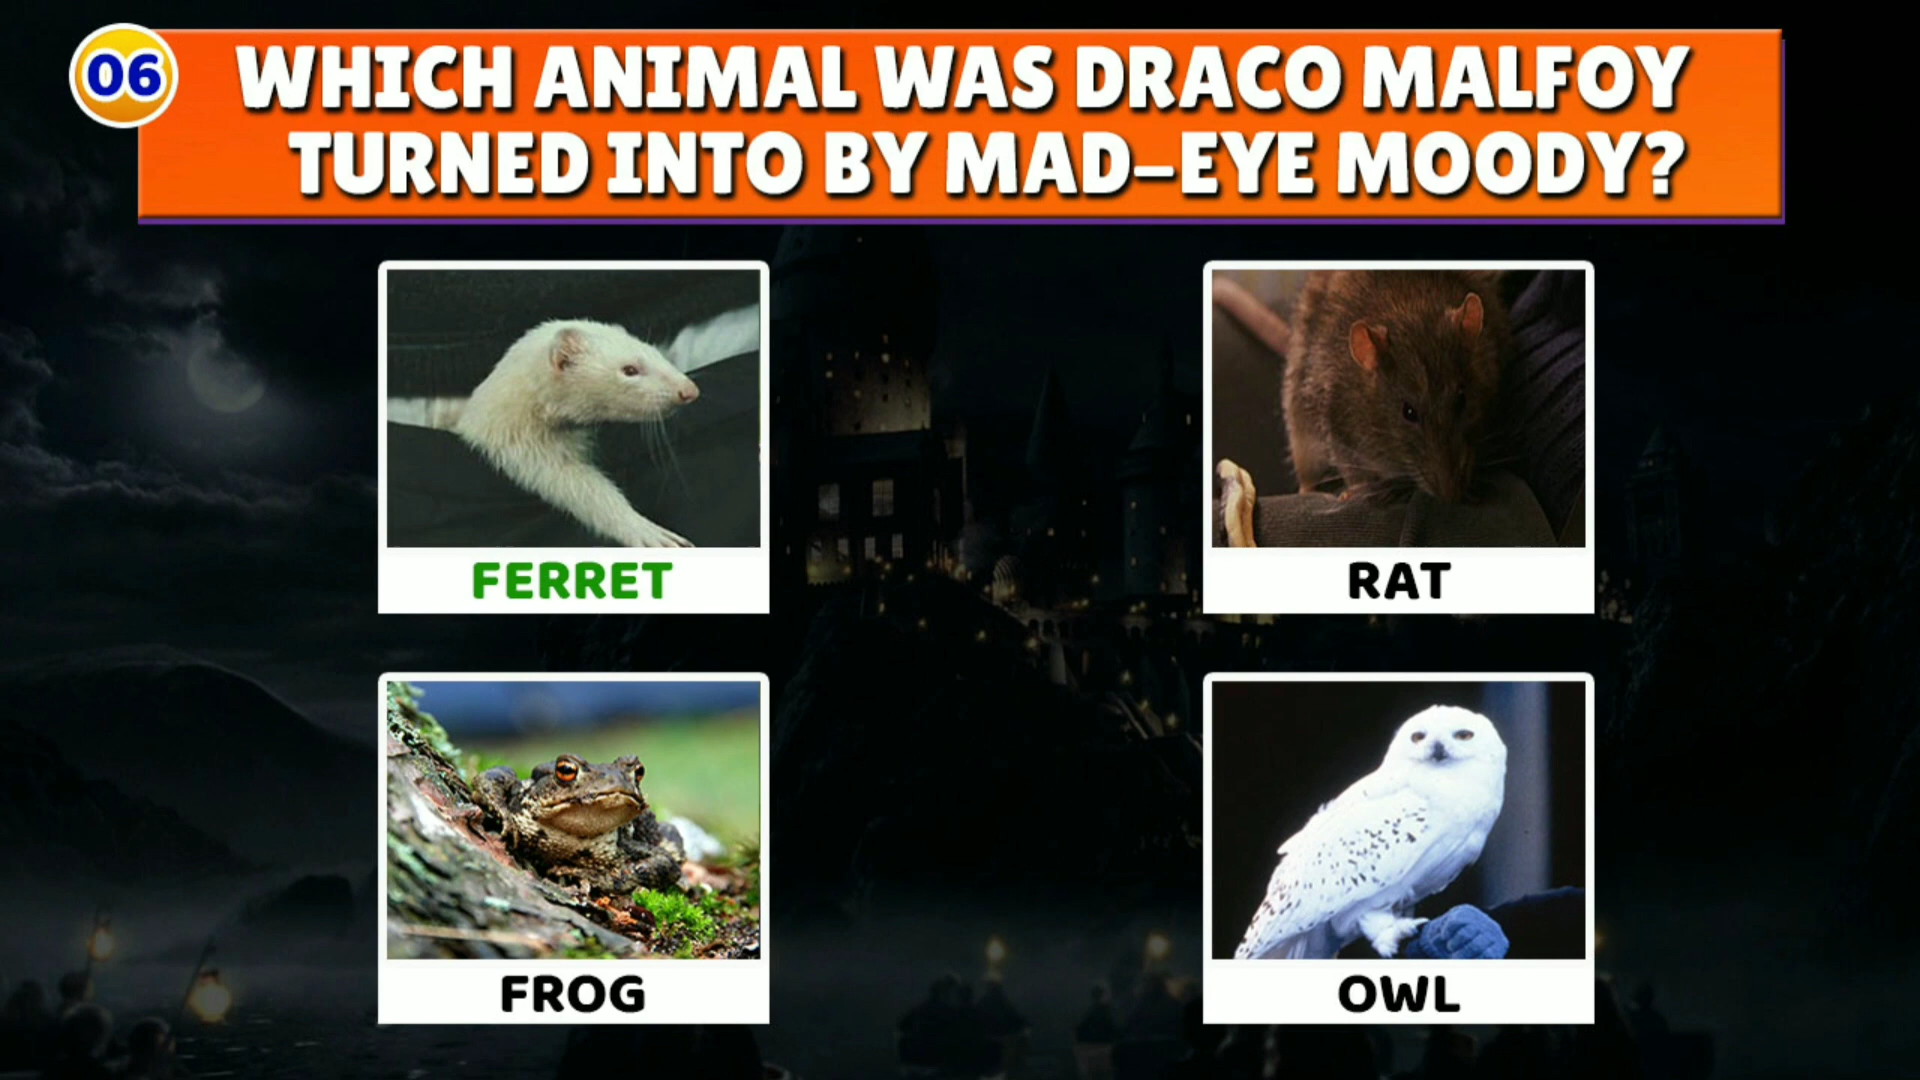 06
WHICH ANIMAL WAS DRACO MALFOY
TURNED INTO BY MAD-EYE MOODY?
FERRET
RAT
FROG
OWL